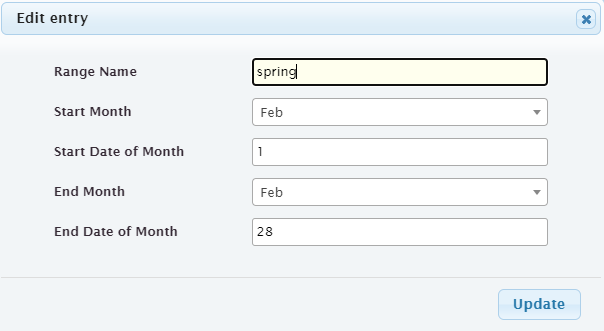 Edit entry
Range Name
spring
Start Month
Feb
Start Date of Month
1
End Month
Feb
End Date of Month
28
Update